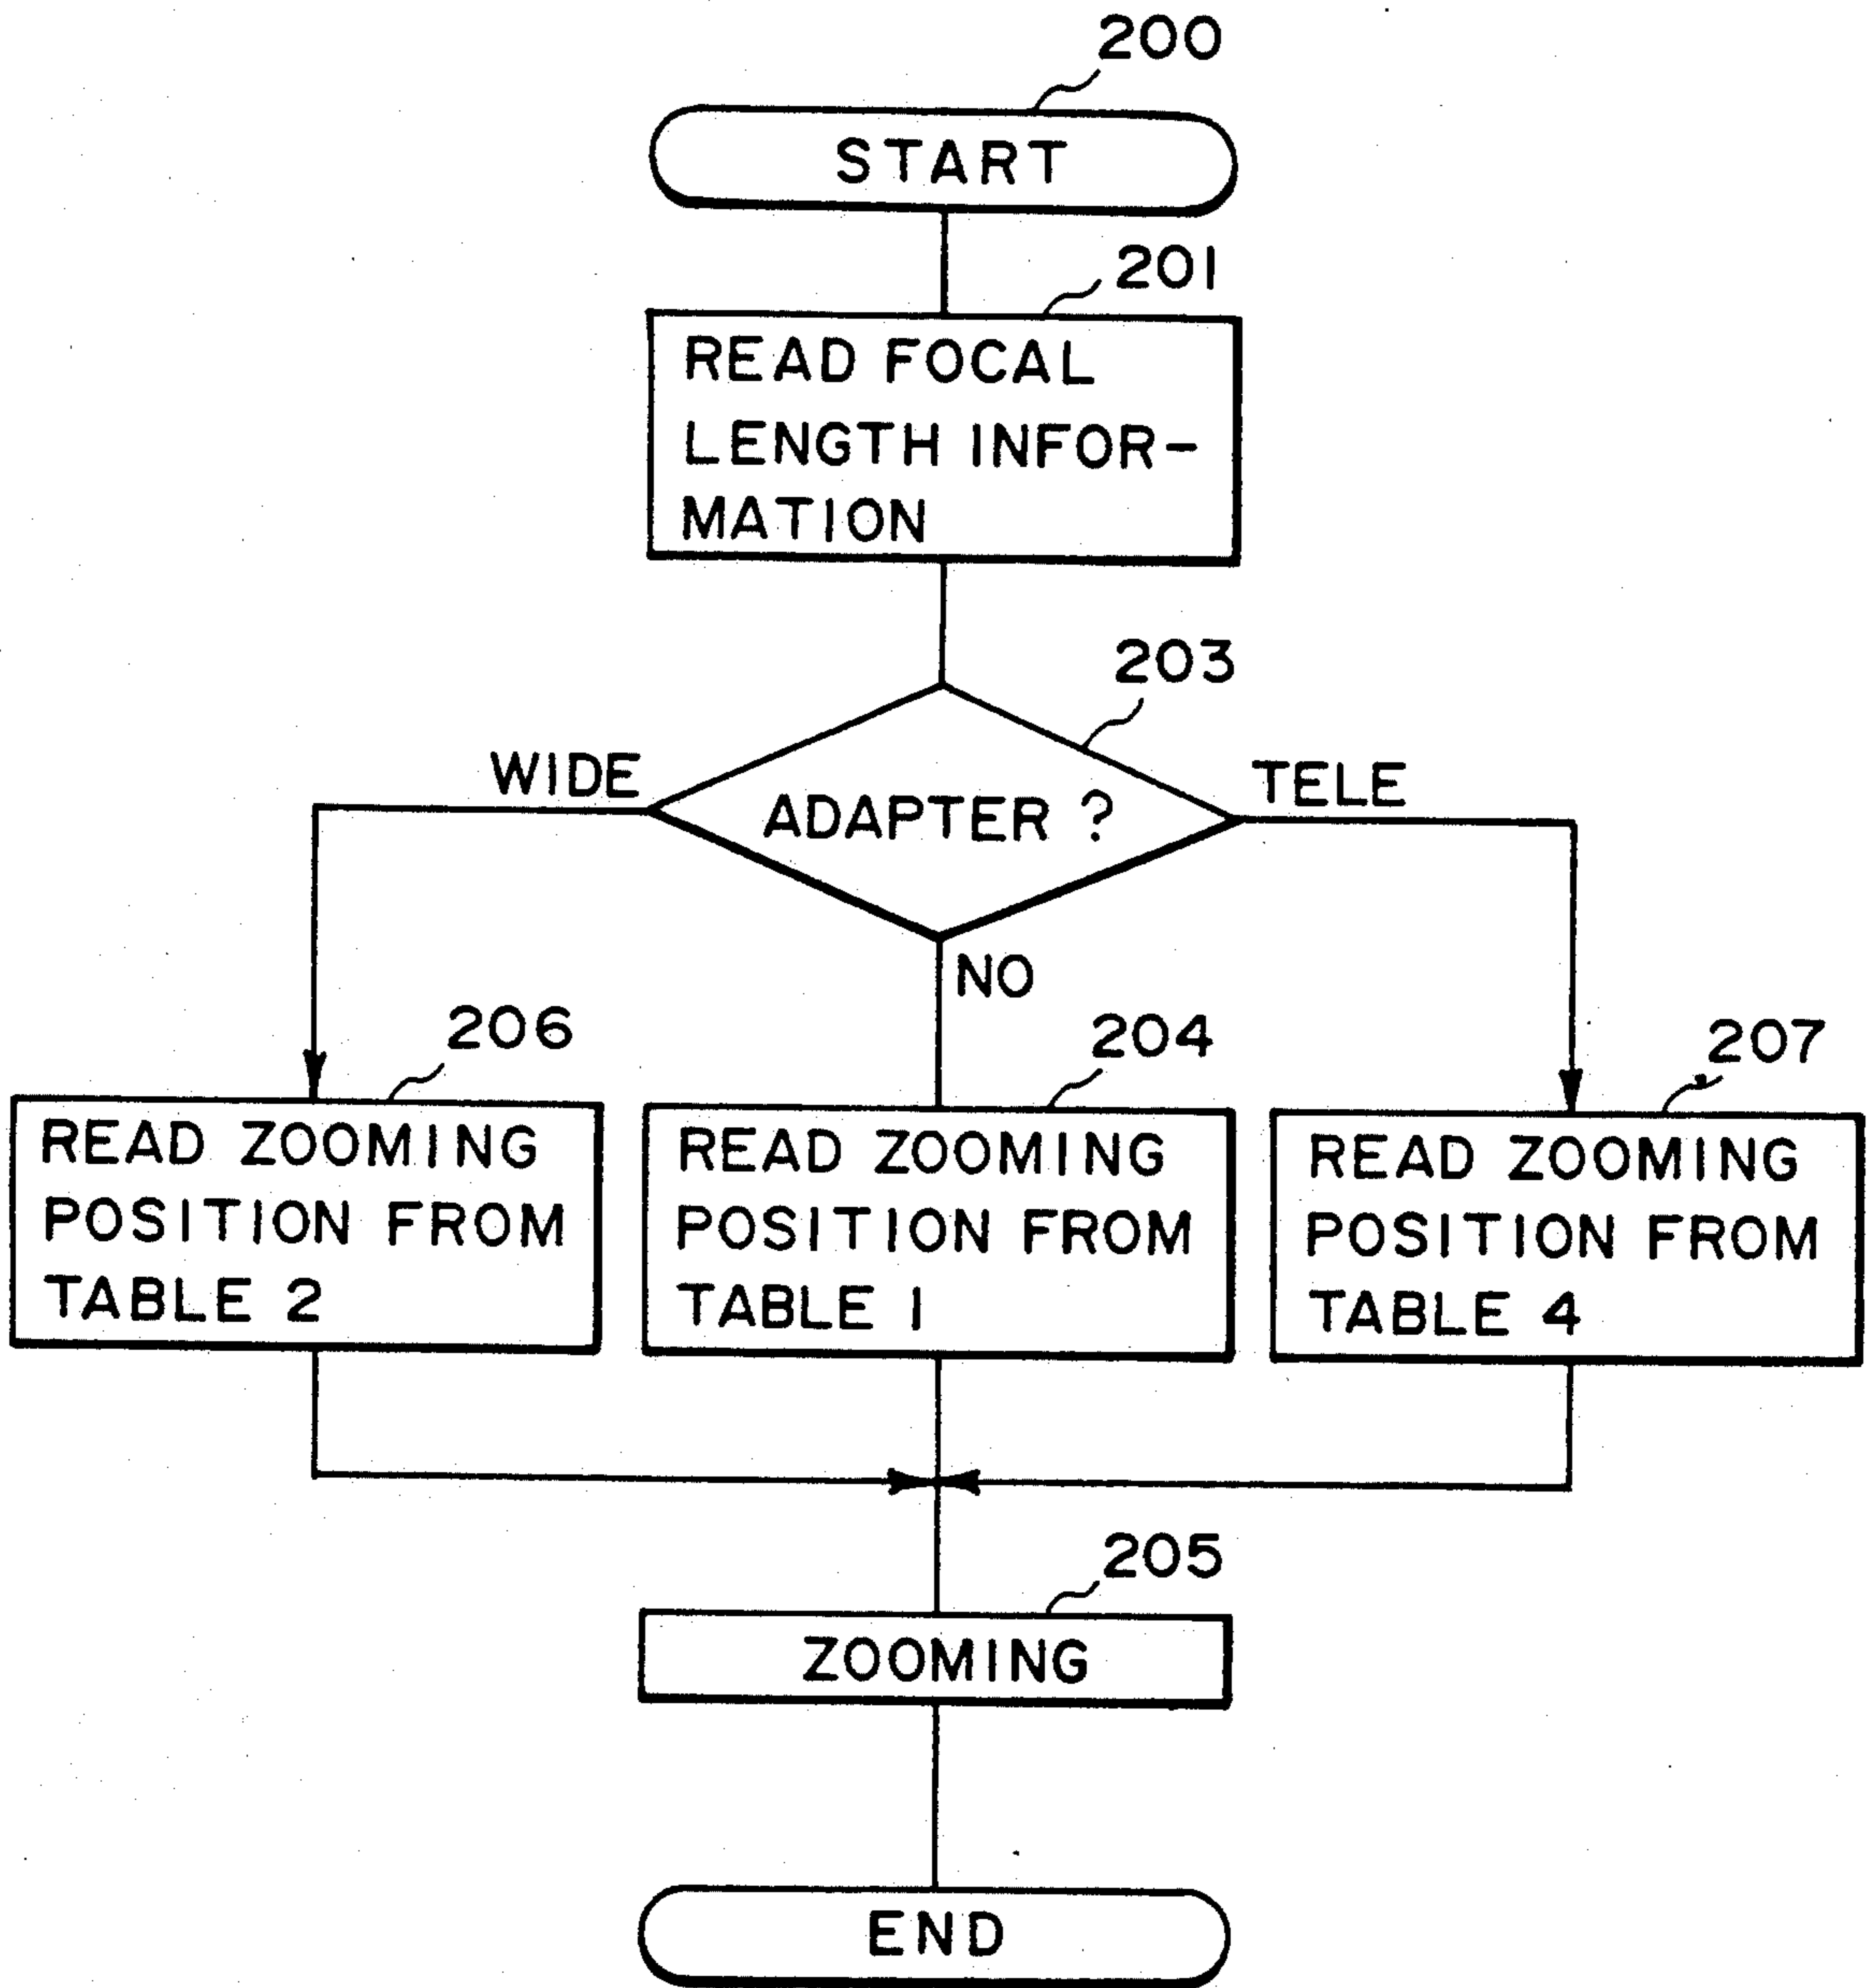 200
START
201
READ FOCAL
LENGTH INFOR-
MATION
203
WIDE
ADAPTER ?
TELE
NO
206
READ ZOOMING
POSITION FROM
TABLE 2
204
READ ZOOMING
POSITION FROM
TABLE 1
207
READ ZOOMING
POSITION FROM
TABLE 4
205
ZOOMING
END